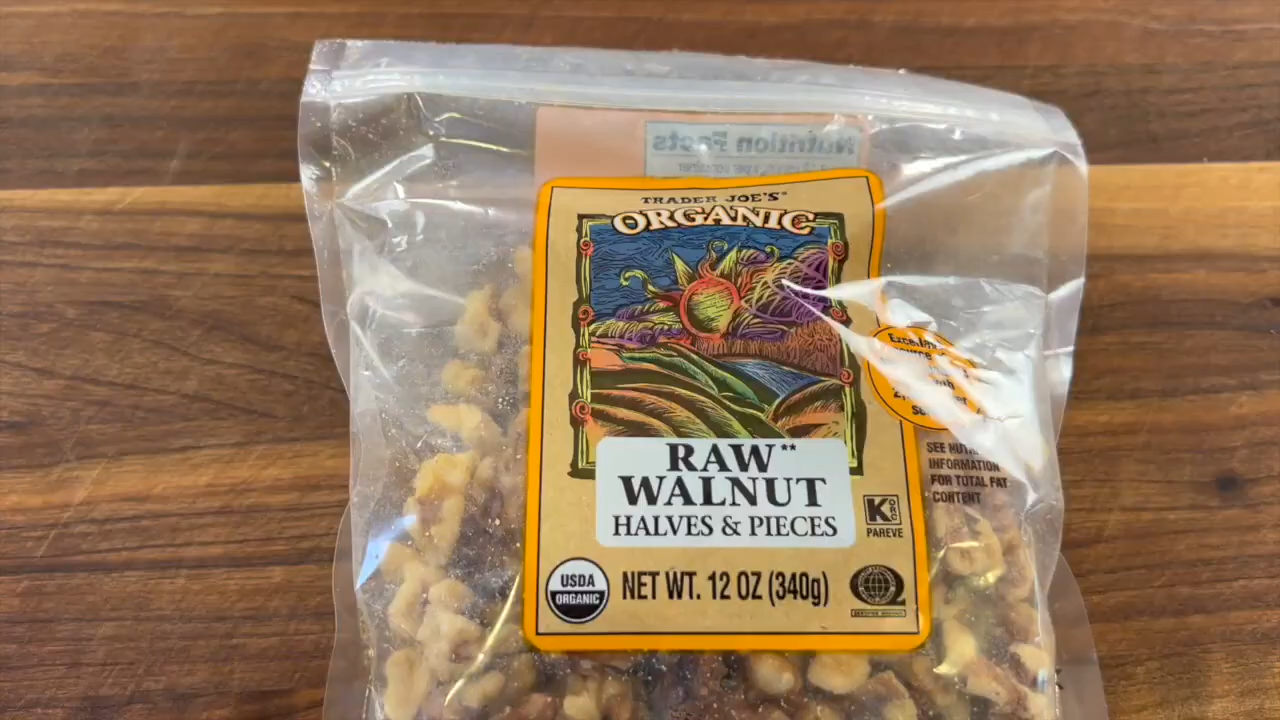 Nutrition Facts
TRADER JOE'S®
ORGANIC
RAW**
WALNUT
HALVES & PIECES
K
ORC
PAREVE
USDA
ORGANIC
NET WT. 12 OZ (340g)
SEE
INFORMATION
FOR TOTAL FAT
CONTENT